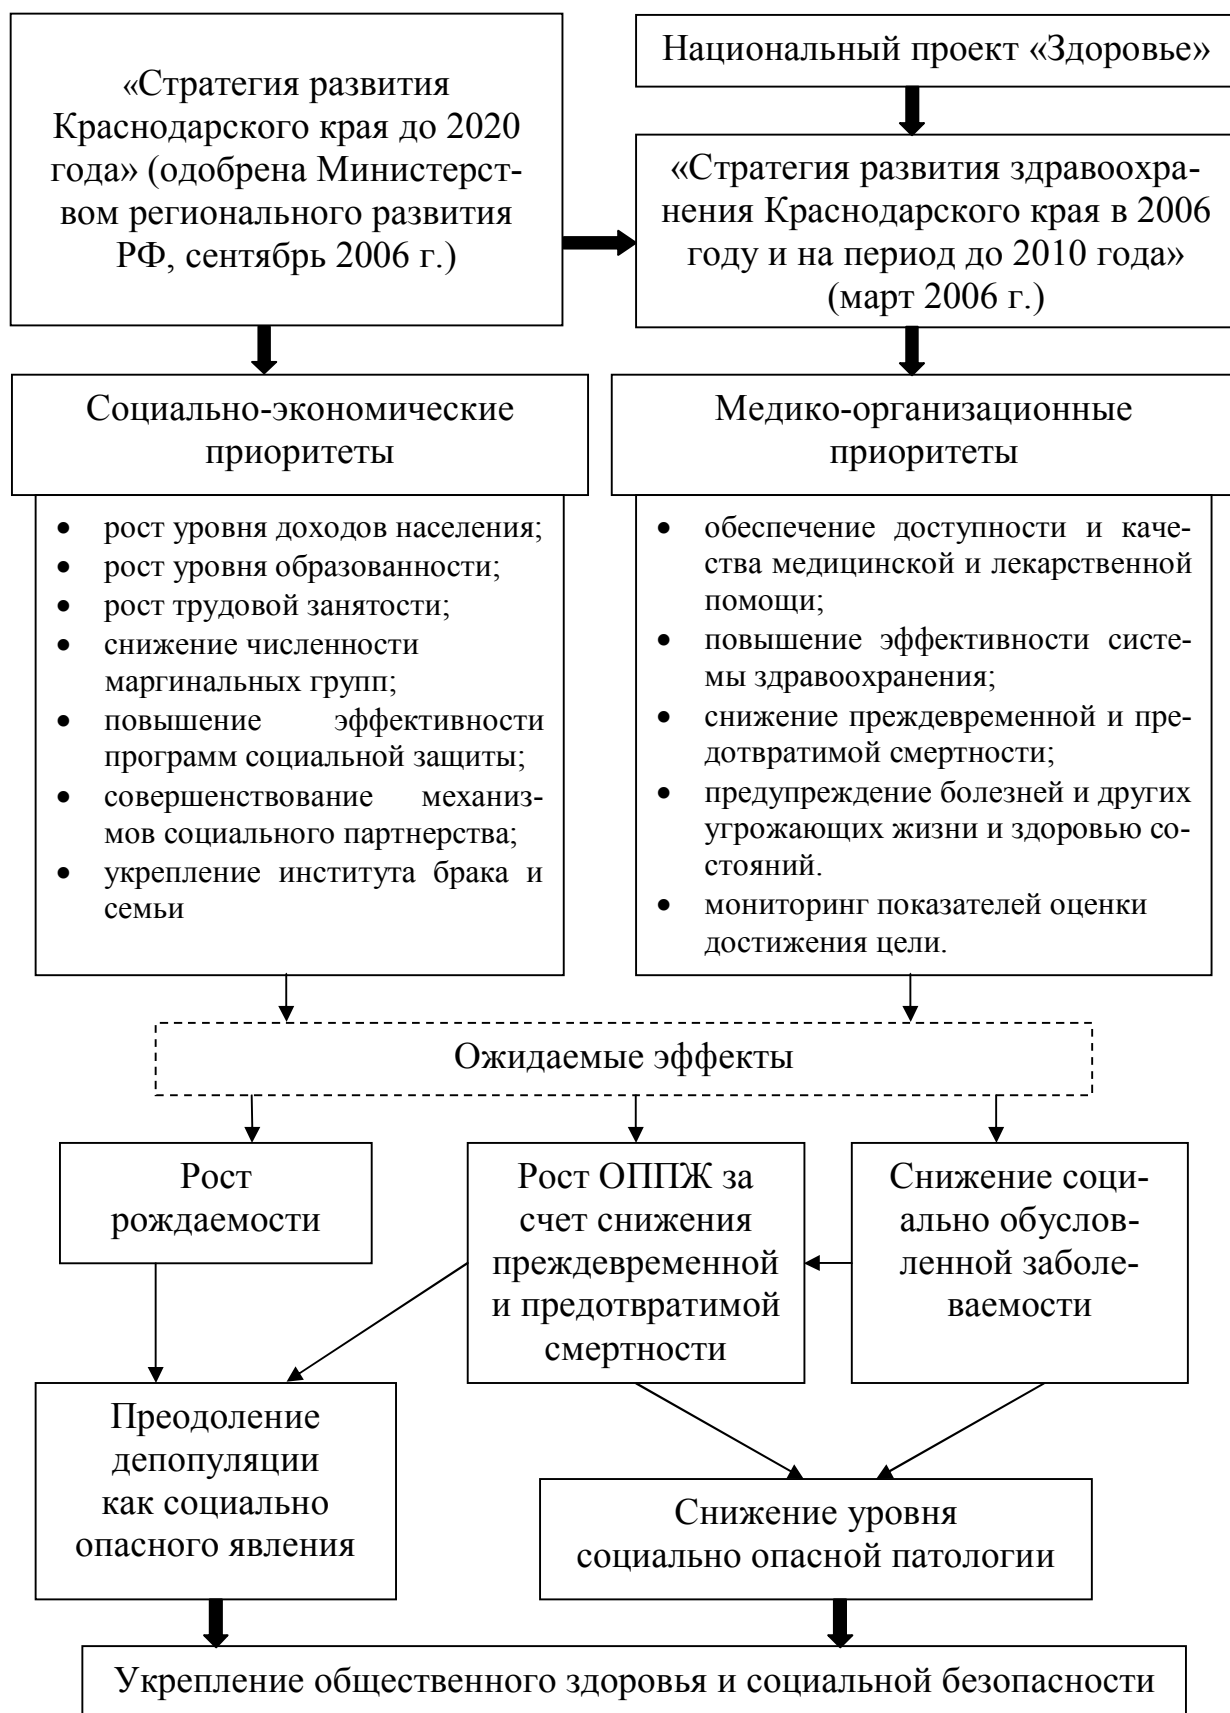 «Стратегия развития
Краснодарского края до 2020
года» (одобрена Министерст-
вом регионального развития
РФ, сентябрь 2006 г.)
Национальный проект «Здоровье»
«Стратегия развития здравоохра-
нения Краснодарского края в 2006
году и на период до 2010 года»
(март 2006 г.)
Социально-экономические
приоритеты
• рост уровня доходов населения;
• рост уровня образованности;
• рост трудовой занятости;
• снижение численности
маргинальных групп;
• повышение эффективности
программ социальной защиты;
• совершенствование механиз-
мов социального партнерства;
• укрепление института брака и
семьи
Медико-организационные
приоритеты
• обеспечение доступности и каче-
ства медицинской и лекарственной
помощи;
• повышение эффективности систе-
мы здравоохранения;
• снижение преждевременной и пре-
дотвратимой смертности;
• предупреждение болезней и других
угрожающих жизни и здоровью со-
стояний.
• мониторинг показателей оценки
достижения цели.
Ожидаемые эффекты
Рост
рождаемости
Рост ОППЖ за
счет снижения
преждевременной
и предотвратимой
смертности
Снижение соци-
ально обуслов-
ленной заболе-
ваемости
Преодоление
депопуляции
как социально
опасного явления
Снижение уровня
социально опасной патологии
Укрепление общественного здоровья и социальной безопасности